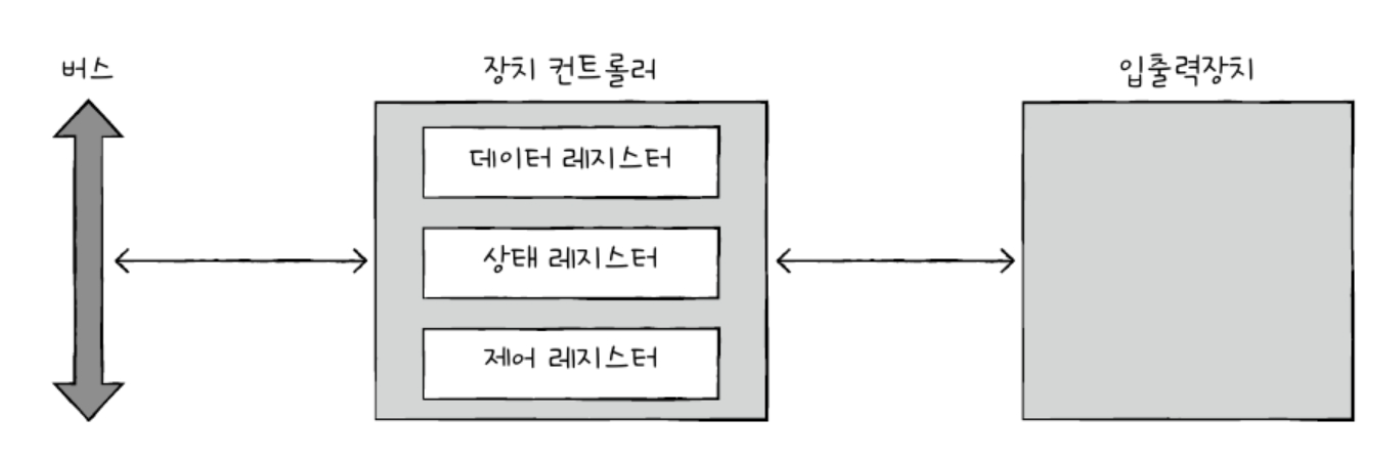 버스
장치 컨트롤러
입출력장치
데이터 레지스터
상태 레지스터
제어 레지스터